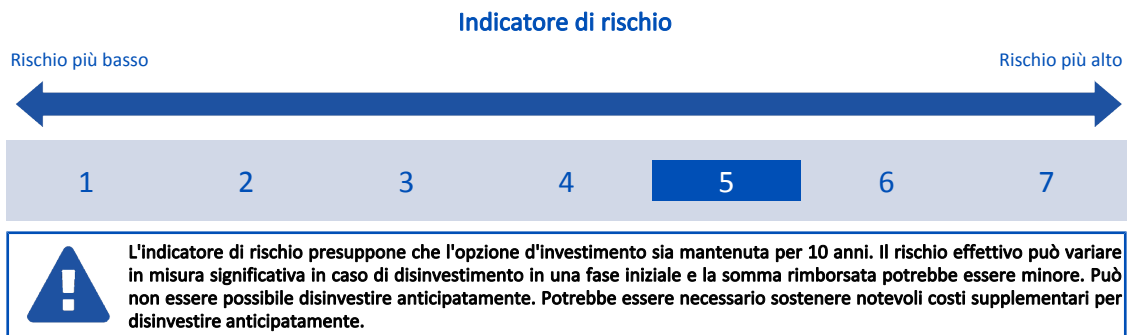 Indicatore di rischio
Rischio più basso
Rischio più alto
1 2 3 4 5 6 7
L'indicatore di rischio presuppone che l'opzione d'investimento sia mantenuta per 10 anni. Il rischio effettivo può variare
in misura significativa in caso di disinvestimento in una fase iniziale e la somma rimborsata potrebbe essere minore. Può
non essere possibile disinvestire anticipatamente. Potrebbe essere necessario sostenere notevoli costi supplementari per
disinvestire anticipatamente.